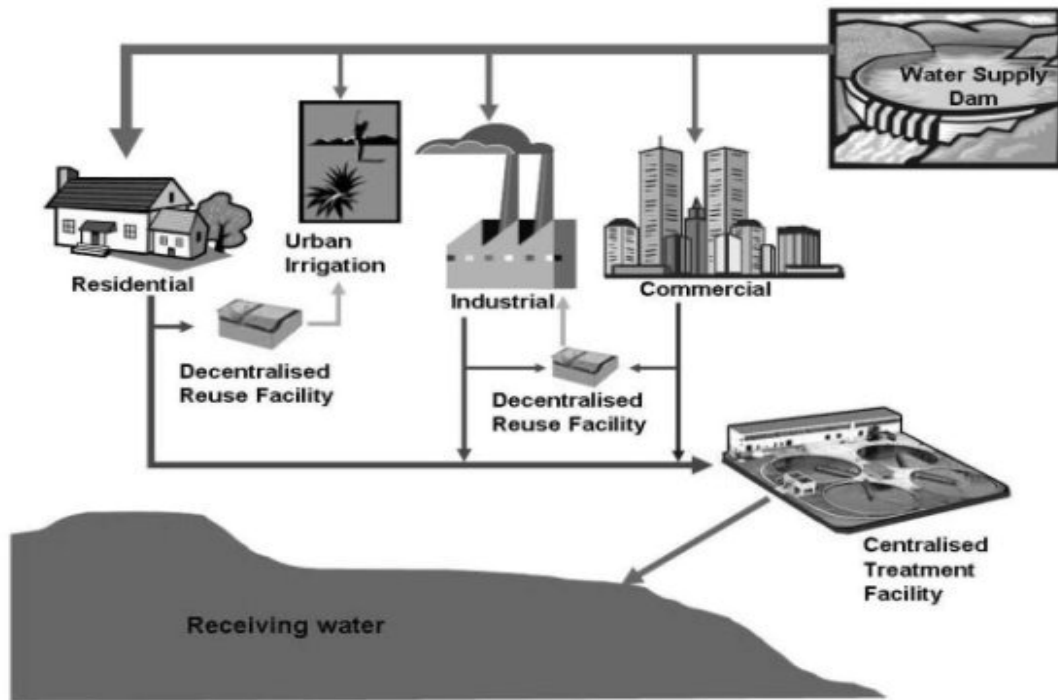 Water Supply
Dam
Urban
Irrigation
Residential
Industrial
Commercial
Decentralised
Reuse Facility
Decentralised
Reuse Facility
Centralised
Treatment
Facility
Receiving water